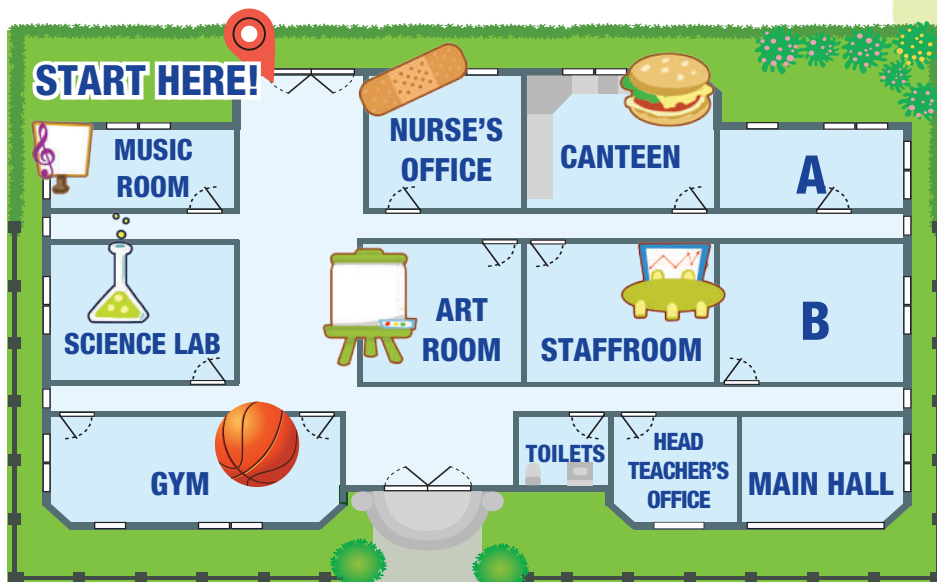 START HERE!
MUSIC
ROOM
NURSE'S
OFFICE
CANTEEN
A
SCIENCE LAB
ART
ROOM
STAFFROOM
B
GYM
TOILETS
HEAD
TEACHER'S
OFFICE
MAIN HALL